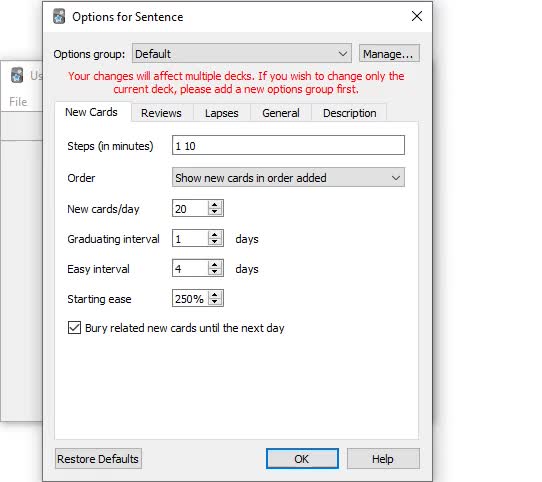 Options for Sentence
Us
File
Options group: Default Manage...
Your changes will affect multiple decks. If you wish to change only the
current deck, please add a new options group first.
New Cards Reviews Lapses General Description
Steps (in minutes) 1 10
Order Show new cards in order added
New cards/day 20
Graduating interval 1 days
Easy interval 4 days
Starting ease 250%
Bury related new cards until the next day
Restore Defaults OK Help